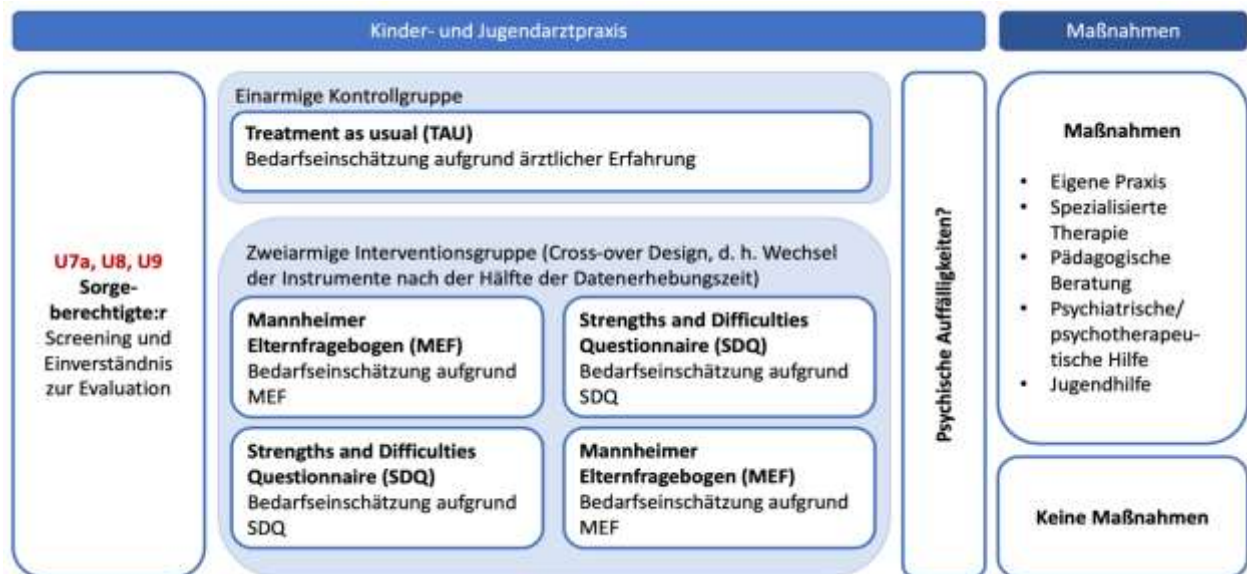 Kinder- und Jugendarztpraxis
Maßnahmen
U7a, U8, U9
Sorge-
berechtigte:r
Screening und
Einverständnis
zur Evaluation
Einarmige Kontrollgruppe
Treatment as usual (TAU)
Bedarfseinschätzung aufgrund ärztlicher Erfahrung
Zweiarmige Interventionsgruppe (Cross-over Design, d. h. Wechsel
der Instrumente nach der Hälfte der Datenerhebungszeit)
Mannheimer
Elternfragebogen (MEF)
Bedarfseinschätzung aufgrund
MEF
Strengths and Difficulties
Questionnaire (SDQ)
Bedarfseinschätzung aufgrund
SDQ
Strengths and Difficulties
Questionnaire (SDQ)
Bedarfseinschätzung aufgrund
SDQ
Mannheimer
Elternfragebogen (MEF)
Bedarfseinschätzung aufgrund
MEF
Psychische Auffälligkeiten?
Maßnahmen
• Eigene Praxis
• Spezialisierte
Therapie
• Pädagogische
Beratung
• Psychiatrische/
psychotherapeu-
tische Hilfe
• Jugendhilfe
Keine Maßnahmen